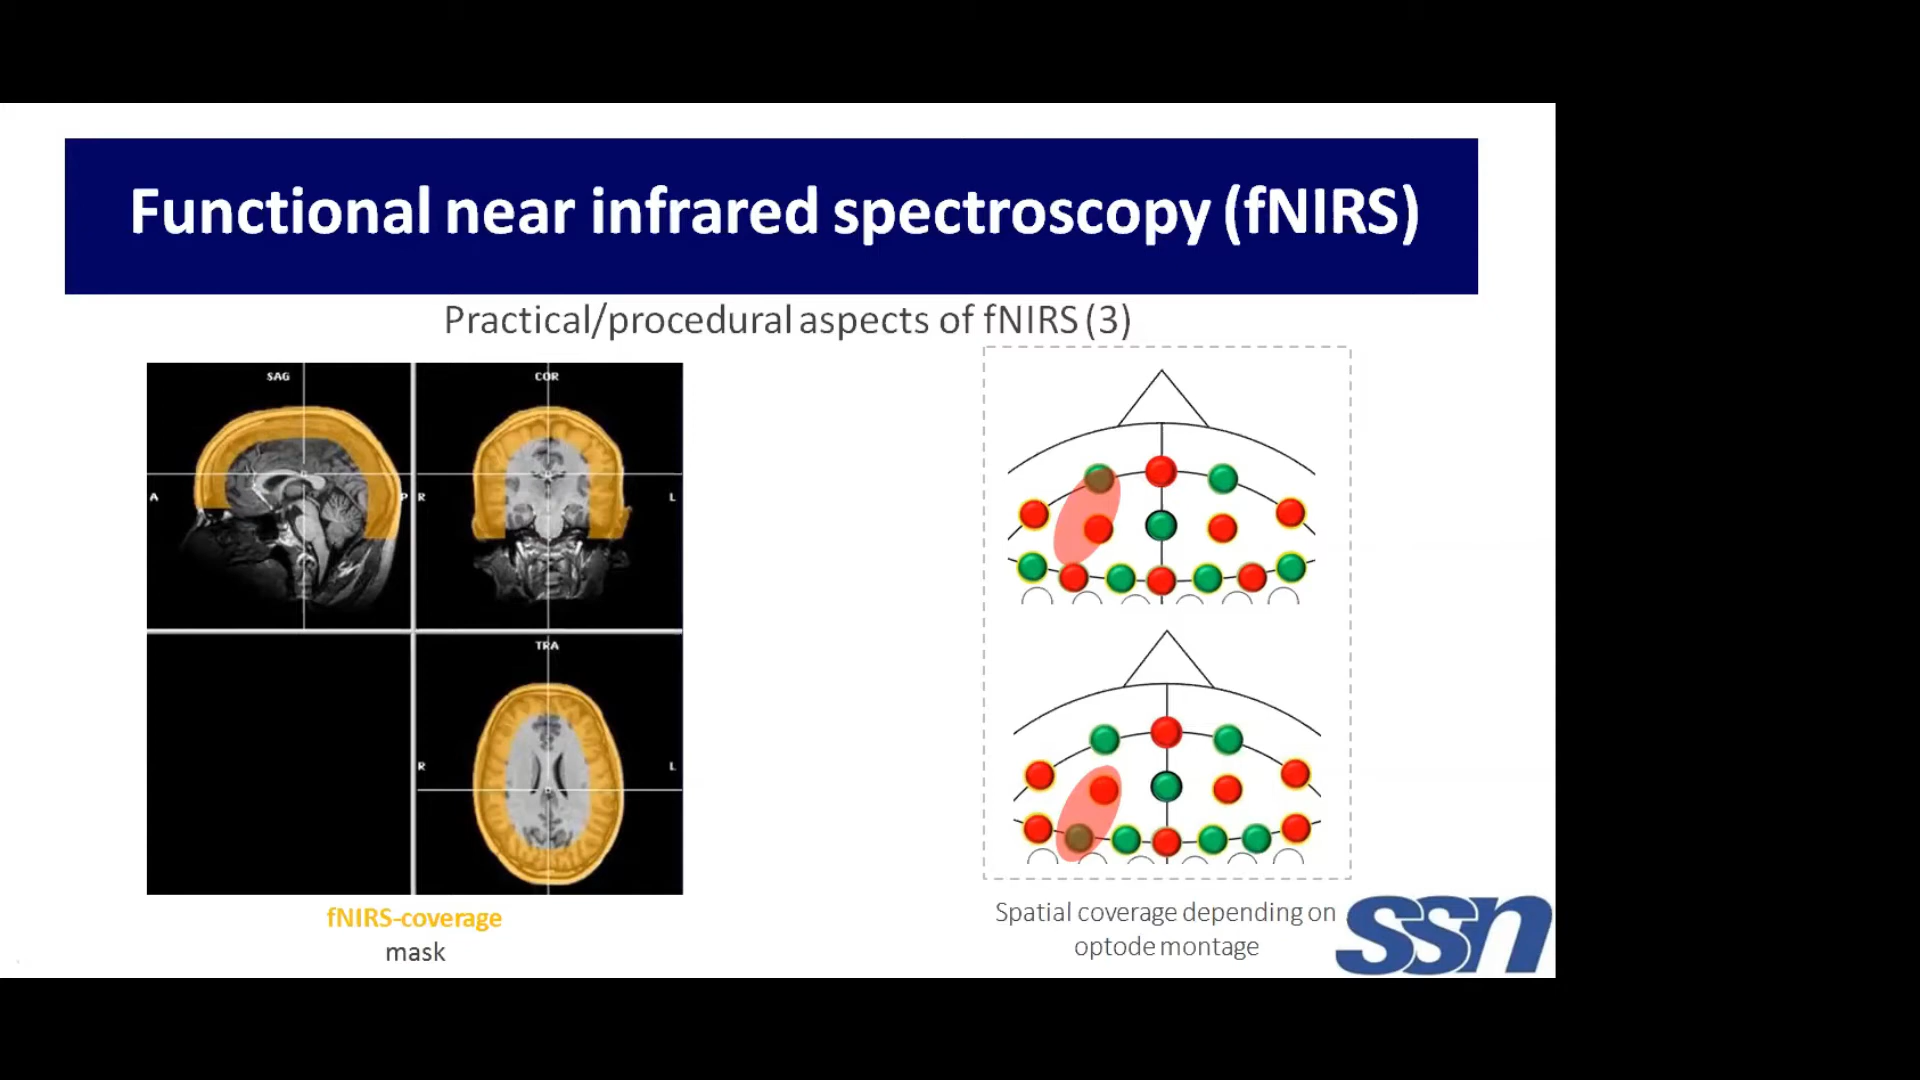 Functional near infrared spectroscopy (fNIRS)
Practical/procedural aspects of fNIRS (3)
SAG
COR
A
P
R
L
TRA
R
L
fNIRS-coverage
mask
Spatial coverage depending on
optode montage
ssn